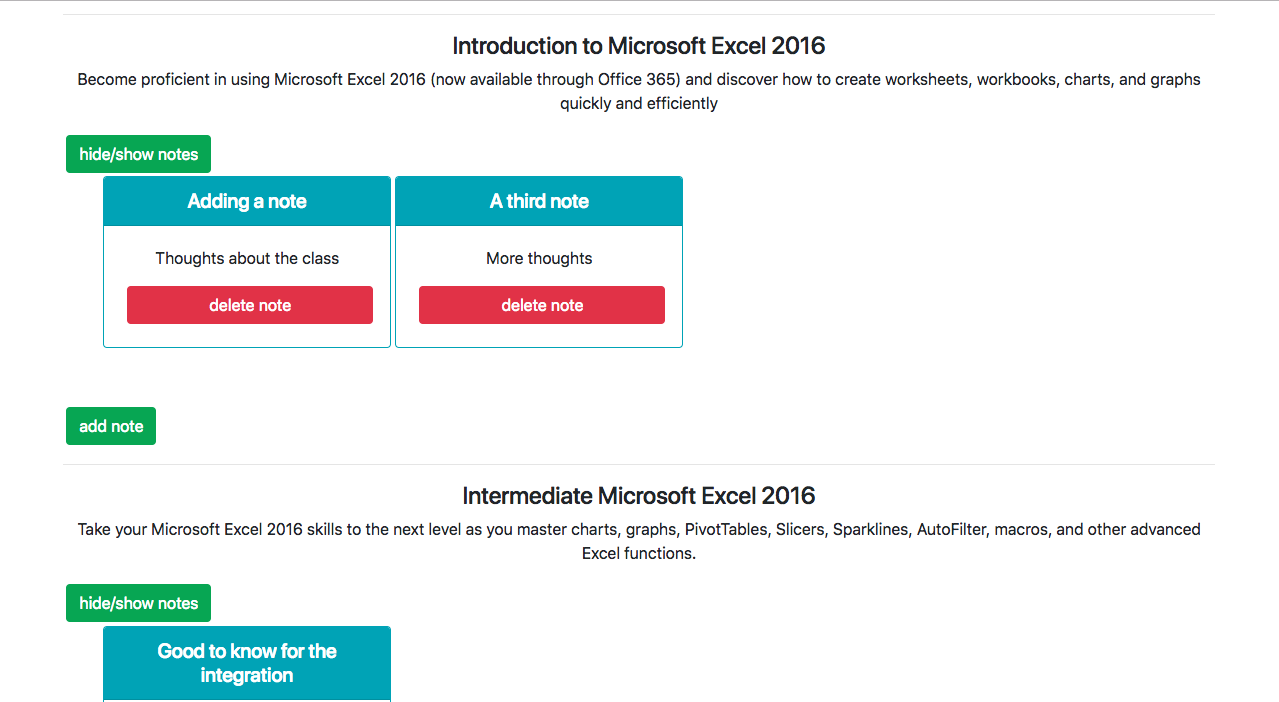 Introduction to Microsoft Excel 2016
Become proficient in using Microsoft Excel 2016 (now available through Office 365) and discover how to create worksheets, workbooks, charts, and graphs
quickly and efficiently
hide/show notes
Adding a note
Thoughts about the class
delete note
A third note
More thoughts
delete note
add note
Intermediate Microsoft Excel 2016
Take your Microsoft Excel 2016 skills to the next level as you master charts, graphs, PivotTables, Slicers, Sparklines, AutoFilter, macros, and other advanced
Excel functions.
hide/show notes
Good to know for the
integration